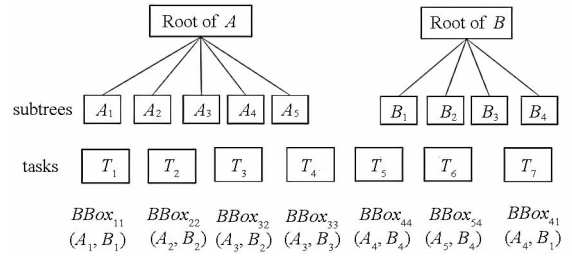 Root of A Root of B
subtrees A₁ A₂ A₃ A₄ A₅ B₁ B₂ B₃ B₄
tasks T₁ T₂ T₃ T₄ T₅ T₆ T₇
BBox₁₁ BBox₂₂ BBox₃₂ BBox₃₃ BBox₄₄ BBox₅₄ BBox₄₁
(A₁, B₁) (A₂, B₂) (A₃, B₂) (A₃, B₃) (A₄, B₄) (A₅, B₄) (A₄, B₁)